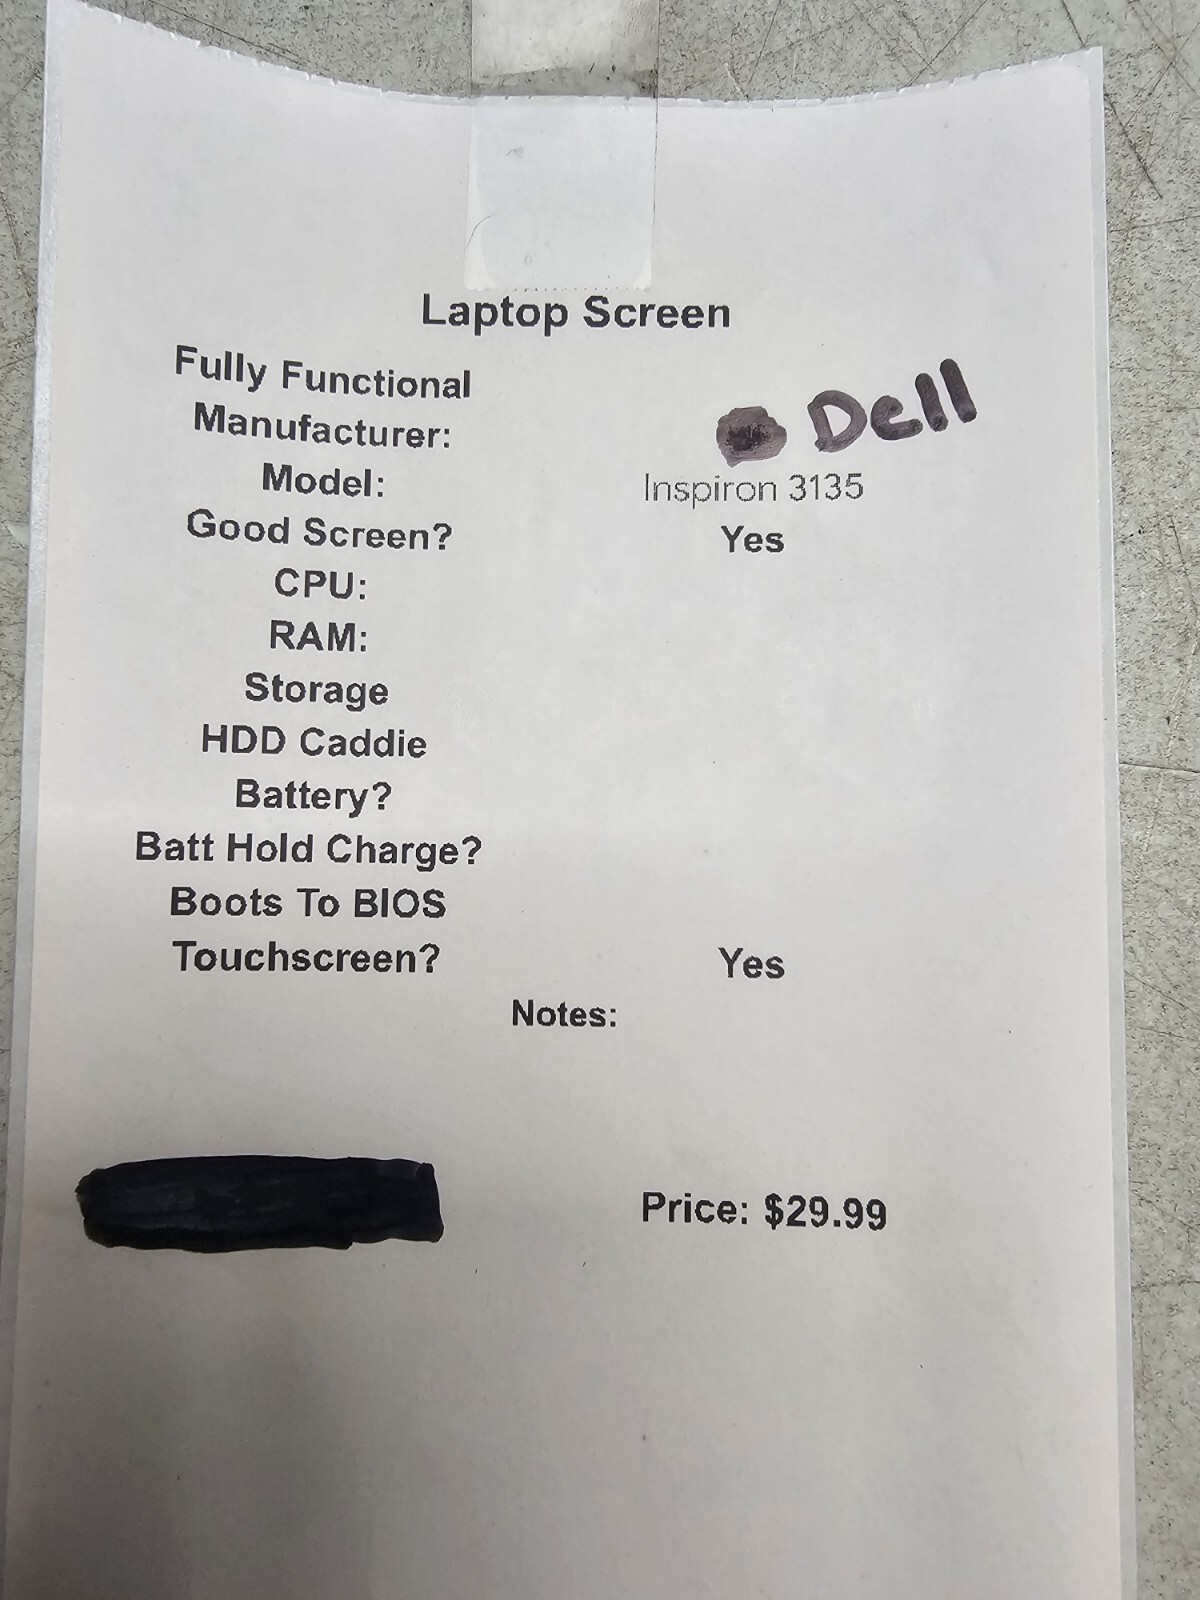 Laptop Screen
Fully Functional
Manufacturer: Dell
Model: Inspiron 3135
Good Screen? Yes
CPU:
RAM:
Storage
HDD Caddie
Battery?
Batt Hold Charge?
Boots To BIOS
Touchscreen? Yes
Notes:
Price: $29.99